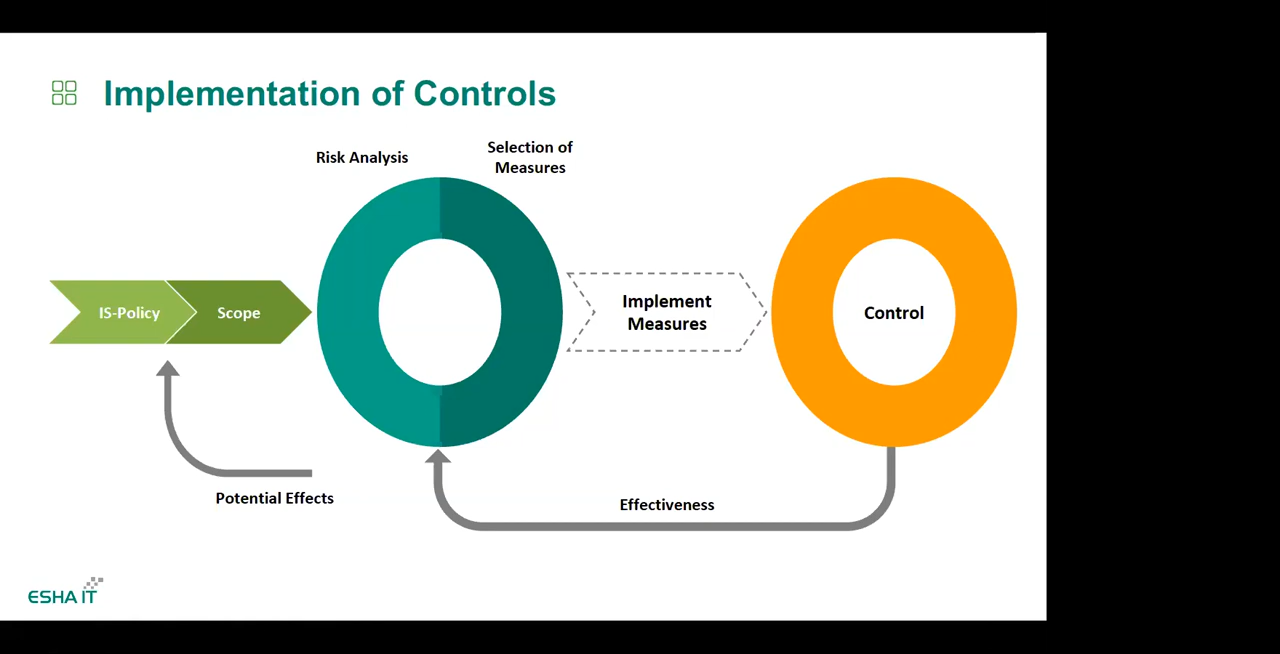 Implementation of Controls
Risk Analysis
Selection of
Measures
IS-Policy
Scope
Implement
Measures
Control
Potential Effects
Effectiveness
ESHA IT